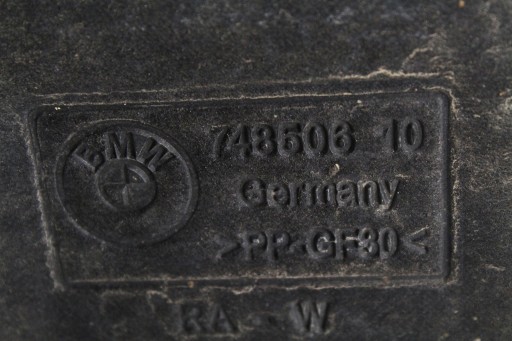 BMW
748506 10
Germany
>PP-GF30<
RA - W